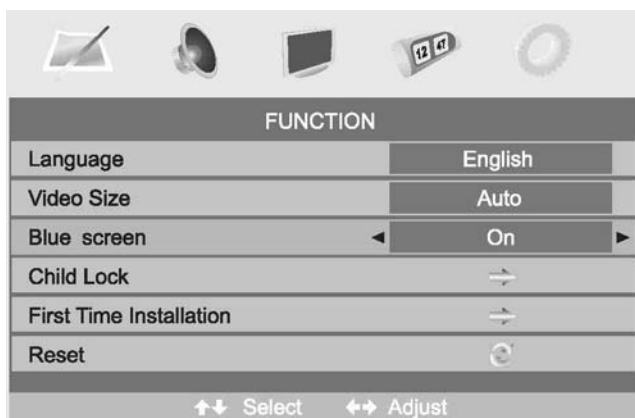 12 47
FUNCTION
Language English
Video Size Auto
Blue screen On
Child Lock
First Time Installation
Reset
Select Adjust